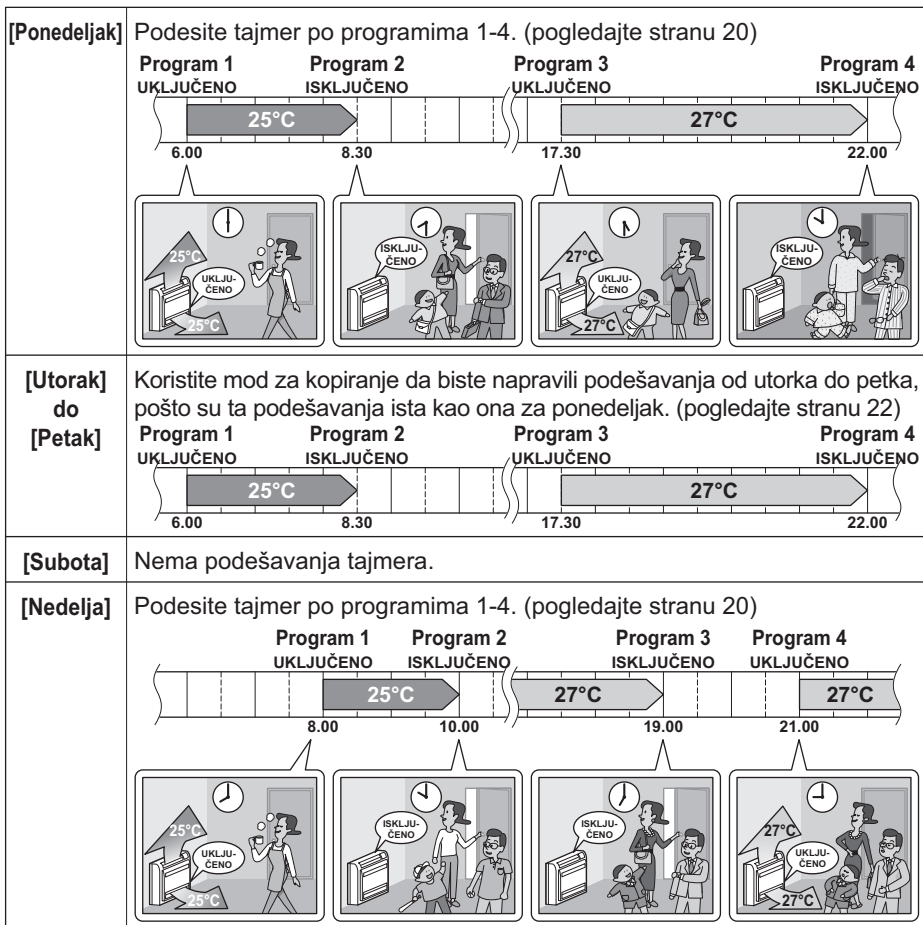 [Ponedeljak]
Podesite tajmer po programima 1-4. (pogledajte stranu 20)
Program 1 Program 2 Program 3 Program 4
UKLJUČENO ISKLJUČENO UKLJUČENO ISKLJUČENO
25°C 27°C
6.00 8.30 17.30 22.00
25°C
UKLJU-
ČENO
25°C
ISKLJU-
ČENO
27°C
UKLJU-
ČENO
27°C
ISKLJU-
ČENO
[Utorak]
do
[Petak]
Koristite mod za kopiranje da biste napravili podešavanja od utorka do petka,
pošto su ta podešavanja ista kao ona za ponedeljak. (pogledajte stranu 22)
Program 1 Program 2 Program 3 Program 4
UKLJUČENO ISKLJUČENO UKLJUČENO ISKLJUČENO
25°C 27°C
6.00 8.30 17.30 22.00
[Subota]
Nema podešavanja tajmera.
[Nedelja]
Podesite tajmer po programima 1-4. (pogledajte stranu 20)
Program 1 Program 2 Program 3 Program 4
UKLJUČENO ISKLJUČENO ISKLJUČENO UKLJUČENO
25°C 27°C 27°C
8.00 10.00 19.00 21.00
25°C
UKLJU-
ČENO
25°C
ISKLJU-
ČENO
ISKLJU-
ČENO
27°C
UKLJU-
ČENO
27°C